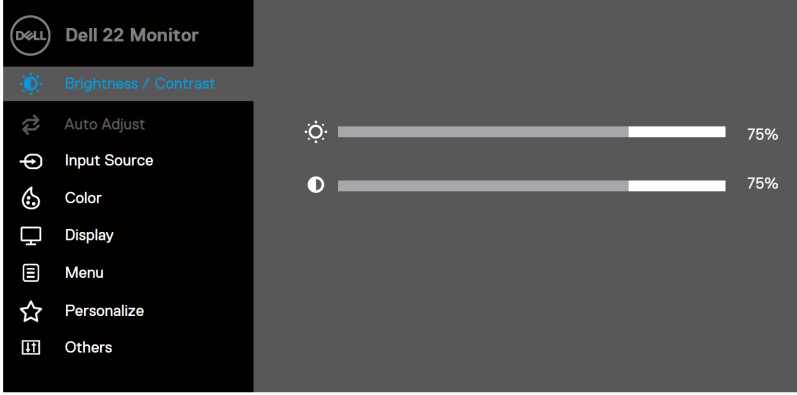 DELL
Dell 22 Monitor
Brightness / Contrast
Auto Adjust
Input Source
Color
Display
Menu
Personalize
Others
75%
75%